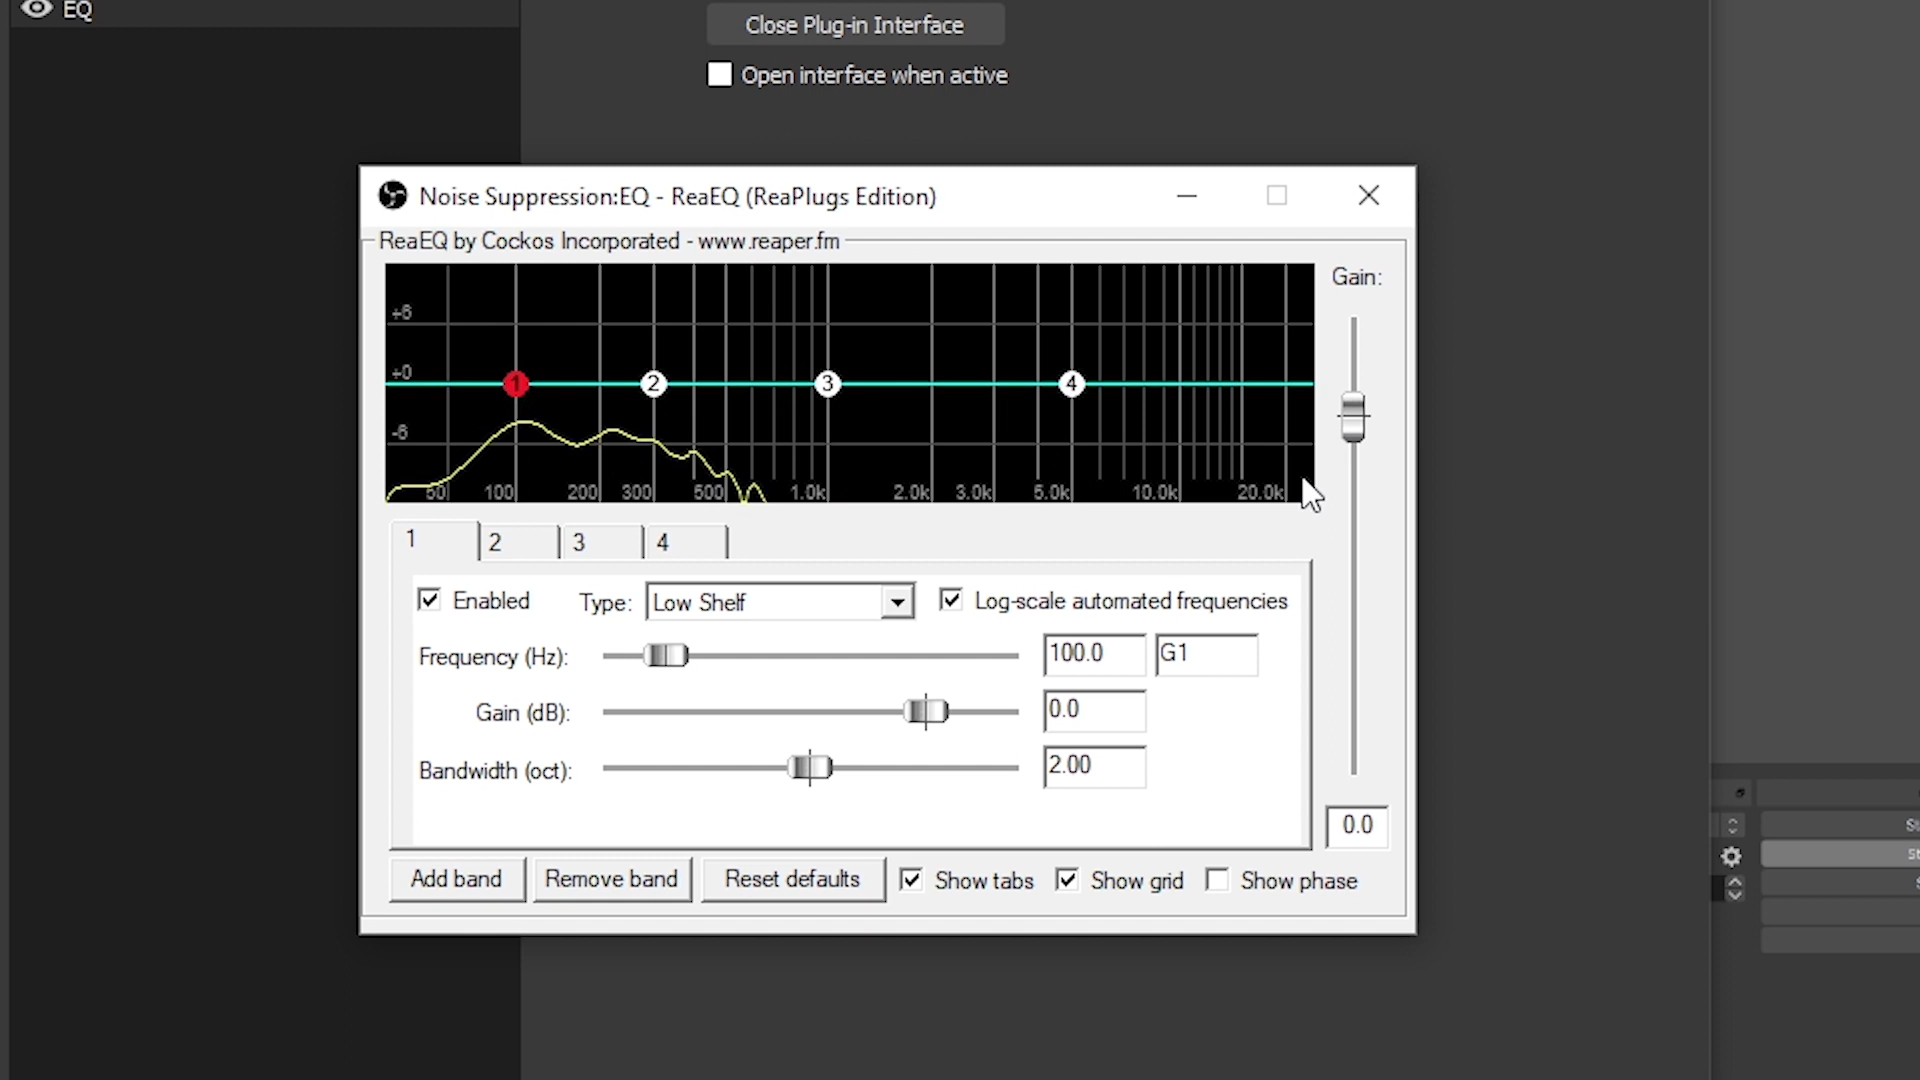 EQ
Close Plug-in Interface
Open interface when active
Noise Suppression:EQ - ReaEQ (ReaPlugs Edition)
ReaEQ by Cockos Incorporated - www.reaper.fm
Gain:
+6
+0
-6
1 2 3 4
50 100 200 300 500 1.0k 2.0k 3.0k 5.0k 10.0k 20.0k
1 2 3 4
Enabled Type: Low Shelf Log-scale automated frequencies
Frequency (Hz): 100.0 G1
Gain (dB): 0.0
Bandwidth (oct): 2.00
0.0
Add band Remove band Reset defaults Show tabs Show grid Show phase